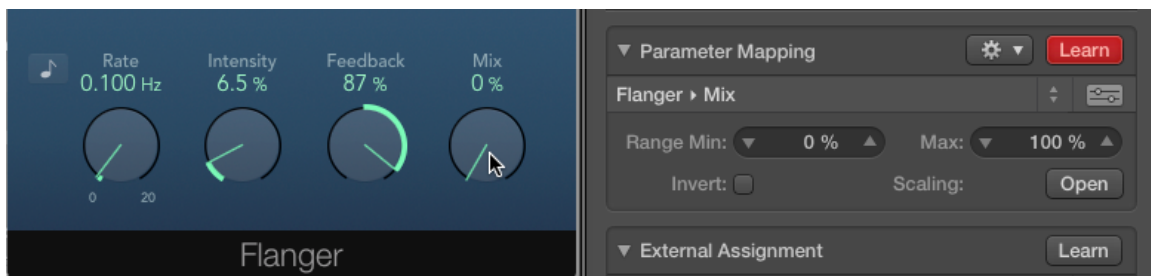 Rate Intensity Feedback Mix
0.100 Hz 6.5 % 87 % 0 %
0 20
Flanger
Parameter Mapping Learn
Flanger ▸ Mix
Range Min: 0 % Max: 100 %
Invert: Scaling: Open
External Assignment Learn